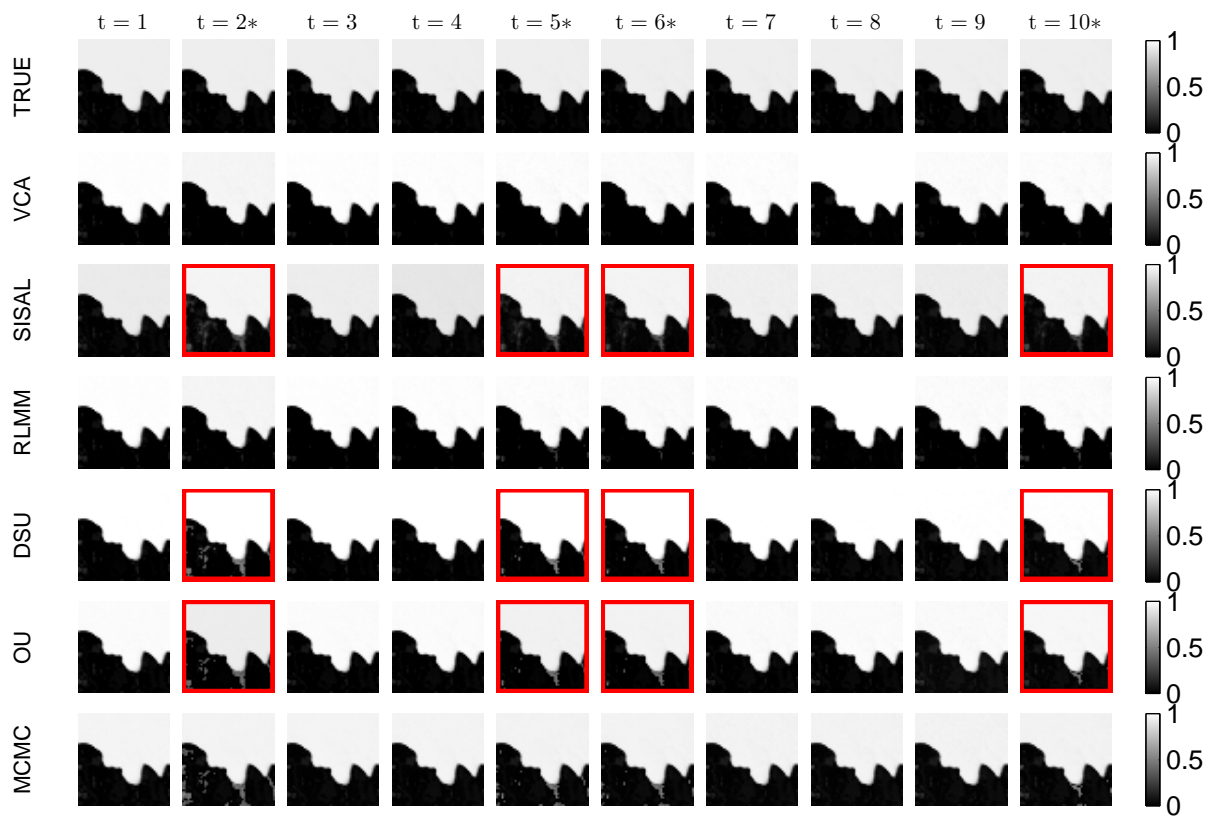 t = 1 t = 2* t = 3 t = 4 t = 5* t = 6* t = 7 t = 8 t = 9 t = 10*
TRUE
1
0.5
0
VCA
1
0.5
0
SISAL
1
0.5
0
RLMM
1
0.5
0
DSU
1
0.5
0
OU
1
0.5
0
MCMC
1
0.5
0